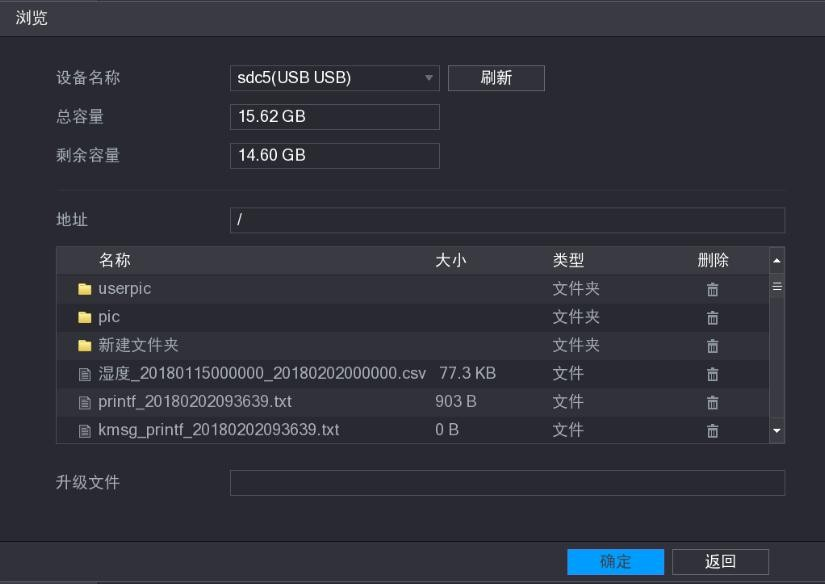 浏览
设备名称 sdc5(USB USB) 刷新
总容量 15.62 GB
剩余容量 14.60 GB
地址 /
名称 大小 类型 删除
userpic 文件夹
pic 文件夹
新建文件夹 文件夹
湿度_20180115000000_20180202000000.csv 77.3 KB 文件
printf_20180202093639.txt 903 B 文件
kmsg_printf_20180202093639.txt 0 B 文件
升级文件
确定 返回